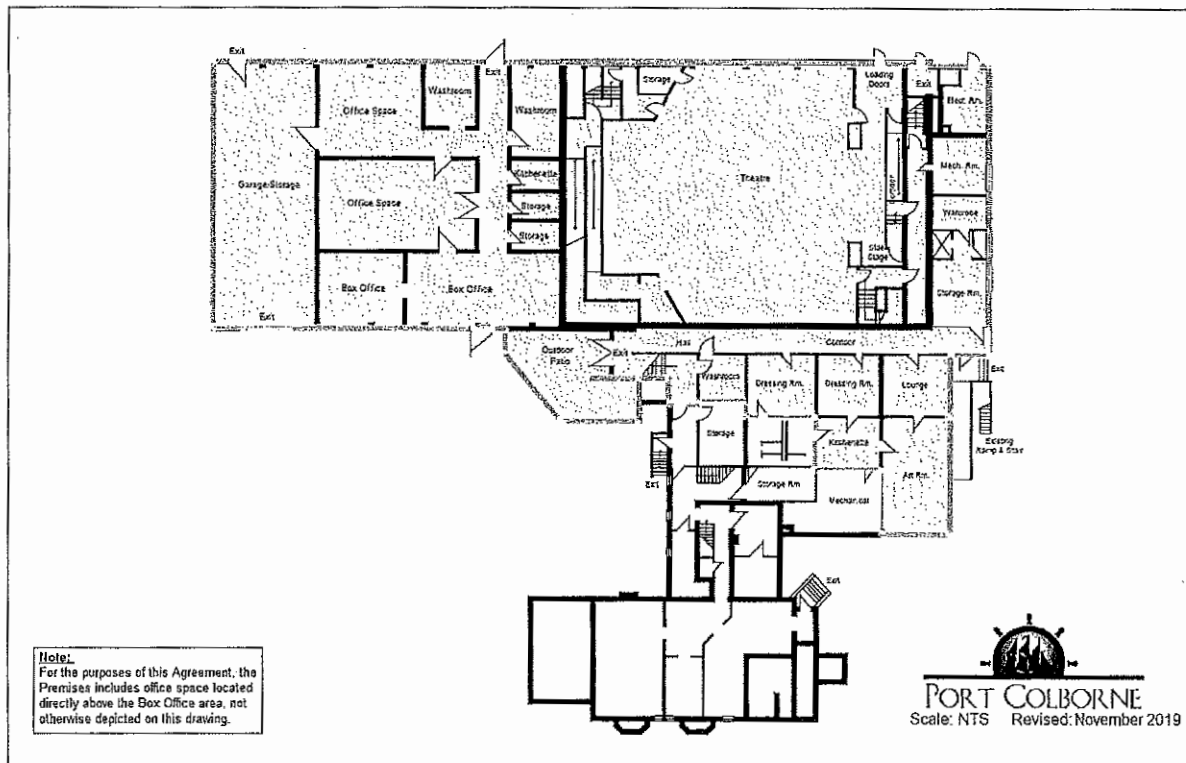 Exit
Exit
Storage
Loading
Doors
Exit
Washroom
Washroom
Office Space
Elect. Rm.
Mech. Rm.
Kitchenette
Theatre
Garage/Storage
Office Space
Storage
Wardrobe
Storage
Stage
Box Office
Box Office
Storage Rm.
Exit
Hall
Corridor
Outdoor
Patio
Exit
Exit
Washroom
Dressing Rm.
Dressing Rm.
Lounge
Storage
Kitchenette
Existing
Ramp & Stair
Exit
Storage Rm
Art Rm.
Mechanical
Exit
Note:
For the purposes of this Agreement, the
Premises includes office space located
directly above the Box Office area, not
otherwise depicted on this drawing.
PORT COLBORNE
Scale: NTS Revised: November 2019